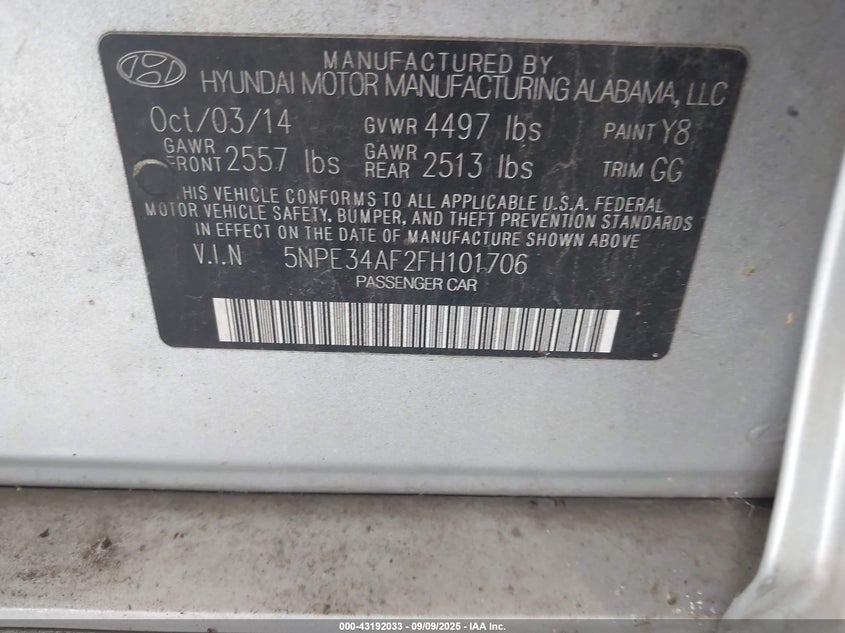 MANUFACTURED BY
HYUNDAI MOTOR MANUFACTURING ALABAMA, LLC
Oct/03/14 GVWR 4497 lbs PAINT Y8
GAWR FRONT 2557 lbs GAWR REAR 2513 lbs TRIM GG
HIS VEHICLE CONFORMS TO ALL APPLICABLE U.S.A. FEDERAL
MOTOR VEHICLE SAFETY, BUMPER, AND THEFT PREVENTION STANDARDS
IN EFFECT ON THE DATE OF MANUFACTURE SHOWN ABOVE
V.I.N 5NPE34AF2FH101706
PASSENGER CAR
000-43192033 - 09/09/2025 - IAA Inc.